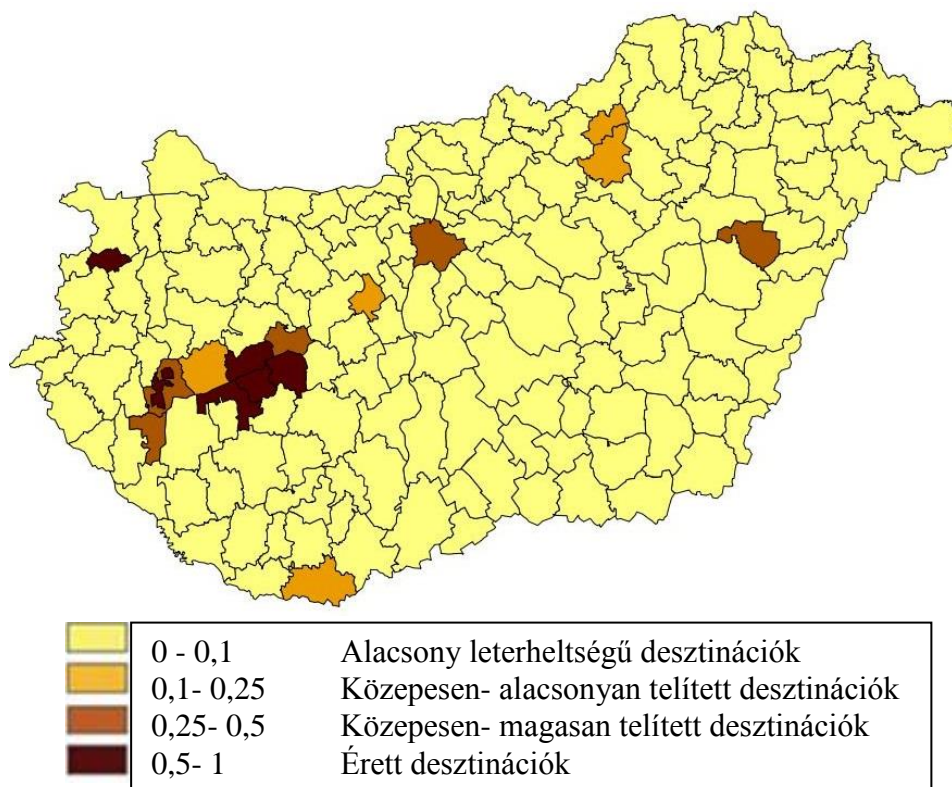 0 - 0,1 Alacsony leterheltségű desztinációk
0,1- 0,25 Közepesen- alacsonyan telített desztinációk
0,25- 0,5 Közepesen- magasan telített desztinációk
0,5- 1 Érett desztinációk